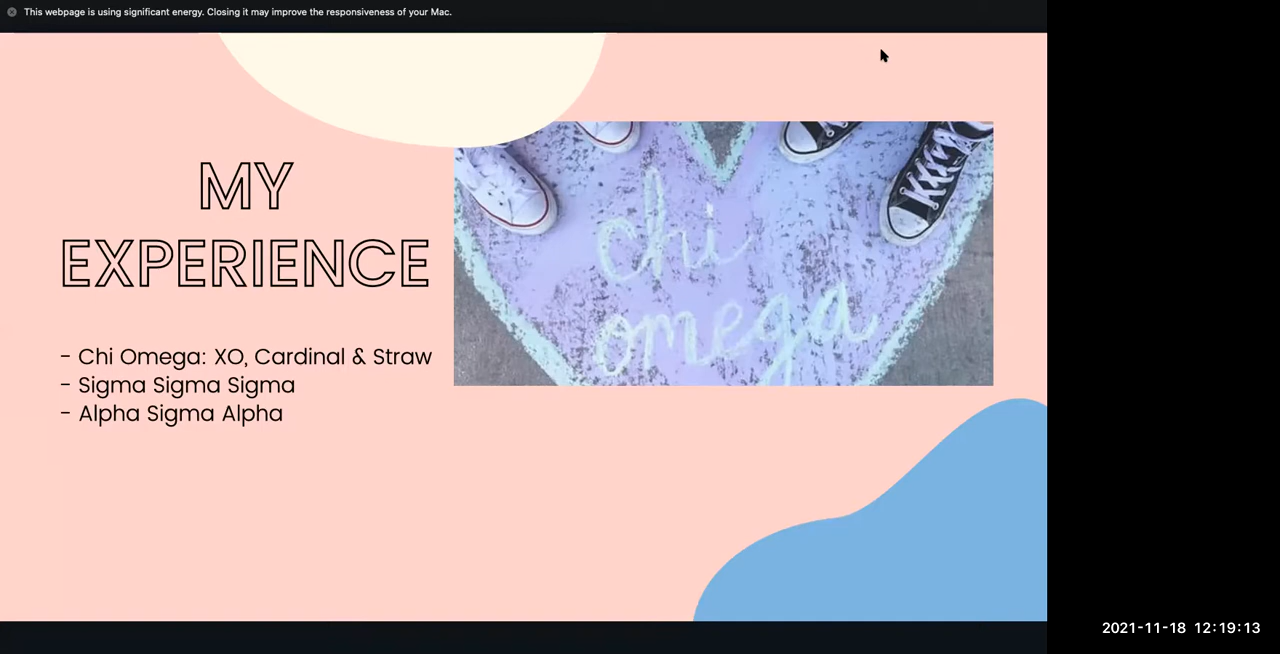 This webpage is using significant energy. Closing it may improve the responsiveness of your Mac.
MY
EXPERIENCE
- Chi Omega: XO, Cardinal & Straw
- Sigma Sigma Sigma
- Alpha Sigma Alpha
chi
omega
2021-11-18 12:19:13